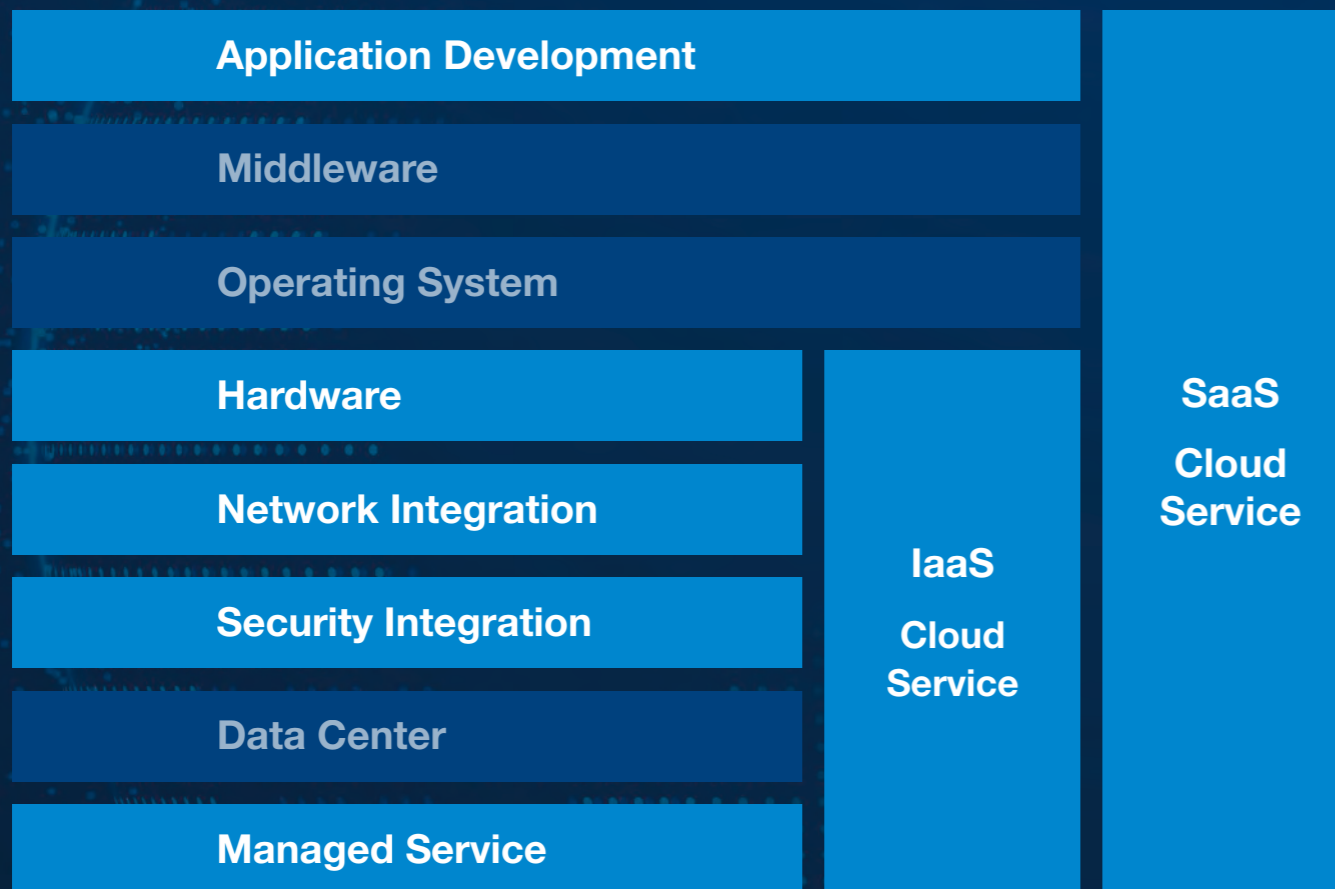 Application Development
Middleware
Operating System
Hardware
Network Integration
Security Integration
Data Center
Managed Service
IaaS
Cloud
Service
SaaS
Cloud
Service